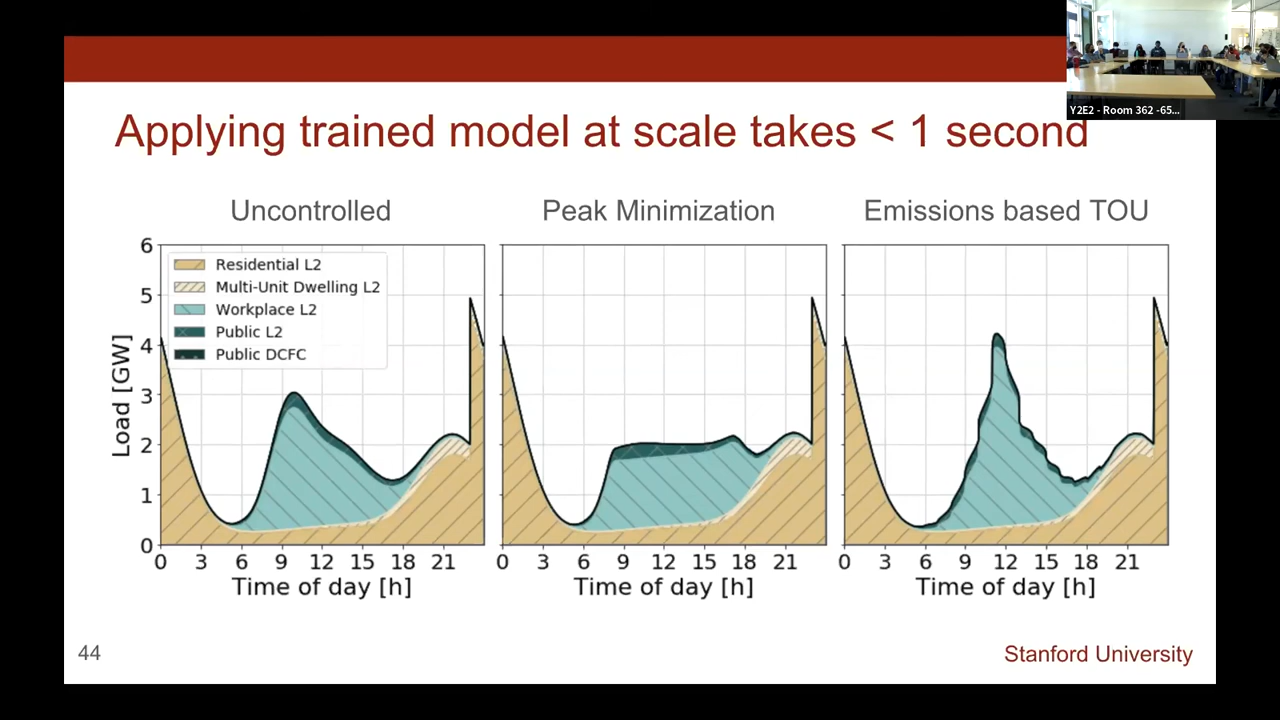 Y2E2 - Room 362 -65...
Applying trained model at scale takes < 1 second
Uncontrolled
Peak Minimization
Emissions based TOU
Load [GW]
6
5
4
3
2
1
0
Residential L2
Multi-Unit Dwelling L2
Workplace L2
Public L2
Public DCFC
0 3 6 9 12 15 18 21
0 3 6 9 12 15 18 21
0 3 6 9 12 15 18 21
Time of day [h]
Time of day [h]
Time of day [h]
44
Stanford University